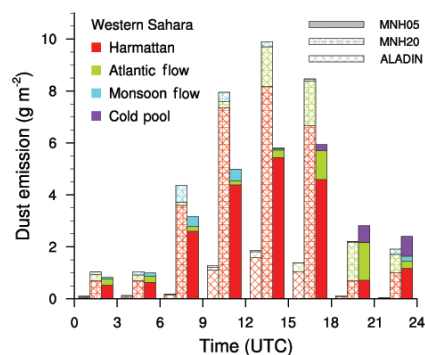 Western Sahara
Harmattan
Atlantic flow
Monsoon flow
Cold pool
MNH05
MNH20
ALADIN
Dust emission (g m⁻²)
10
8
6
4
2
0
0 3 6 9 12 15 18 21 24
Time (UTC)